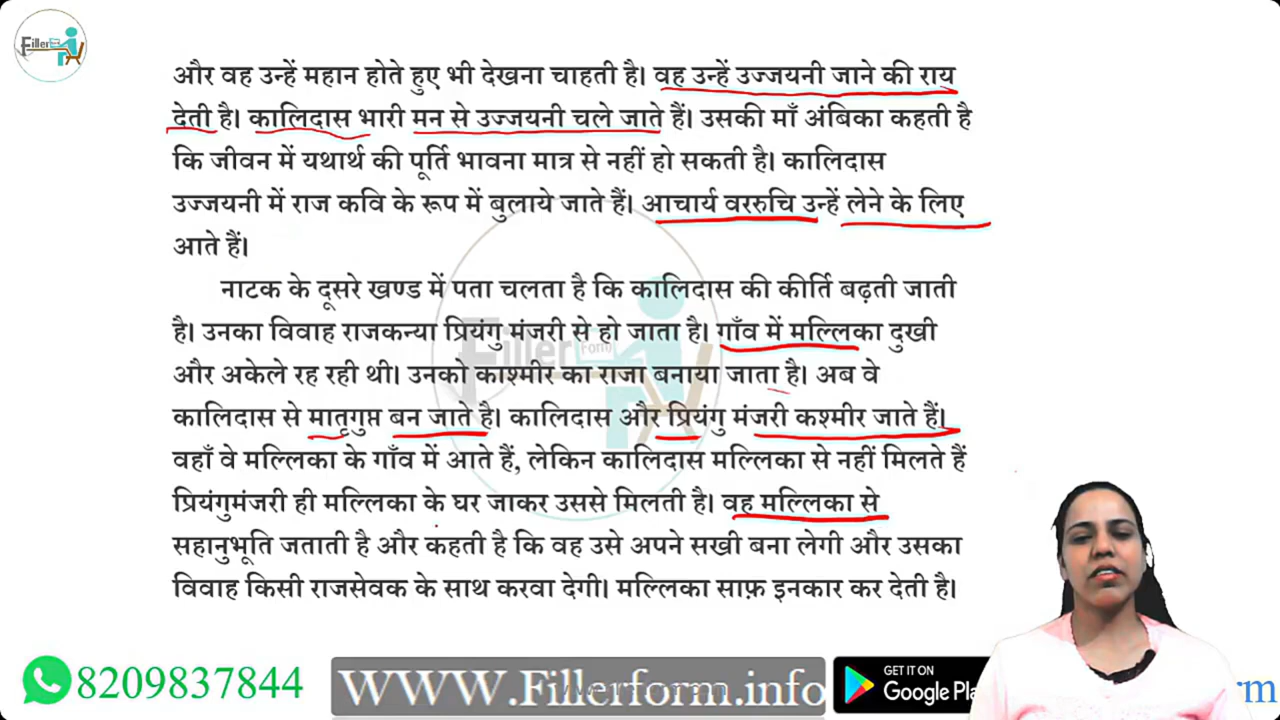 Fillerform
और वह उन्हें महान होते हुए भी देखना चाहती है। वह उन्हें उज्जयनी जाने की राय
देती है। कालिदास भारी मन से उज्जयनी चले जाते हैं। उसकी माँ अंबिका कहती है
कि जीवन में यथार्थ की पूर्ति भावना मात्र से नहीं हो सकती है। कालिदास
उज्जयनी में राज कवि के रूप में बुलाये जाते हैं। आचार्य वररुचि उन्हें लेने के लिए
आते हैं।
नाटक के दूसरे खण्ड में पता चलता है कि कालिदास की कीर्ति बढ़ती जाती
है। उनका विवाह राजकन्या प्रियंगु मंजरी से हो जाता है। गाँव में मल्लिका दुखी
और अकेले रह रही थी। उनको काश्मीर का राजा बनाया जाता है। अब वे
कालिदास से मातृगुप्त बन जाते है। कालिदास और प्रियंगु मंजरी कश्मीर जाते हैं।
वहाँ वे मल्लिका के गाँव में आते हैं, लेकिन कालिदास मल्लिका से नहीं मिलते हैं
प्रियंगुमंजरी ही मल्लिका के घर जाकर उससे मिलती है। वह मल्लिका से
सहानुभूति जताती है और कहती है कि वह उसे अपने सखी बना लेगी और उसका
विवाह किसी राजसेवक के साथ करवा देगी। मल्लिका साफ़ इनकार कर देती है।
Filler Form
8209837844
WWW.Fillerform.info
GET IT ON
Google Pla
rm